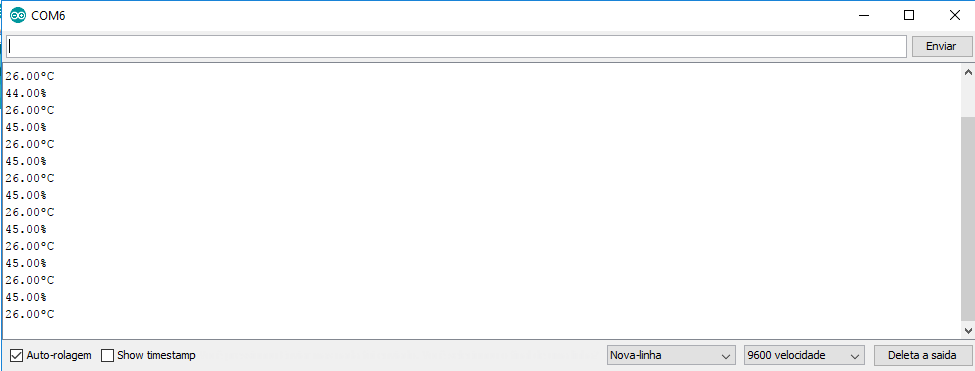 COM6
Enviar
26.00°C
44.00%
26.00°C
45.00%
26.00°C
45.00%
26.00°C
45.00%
26.00°C
45.00%
26.00°C
45.00%
26.00°C
45.00%
26.00°C
Auto-rolagem Show timestamp Nova-linha 9600 velocidade Deleta a saida